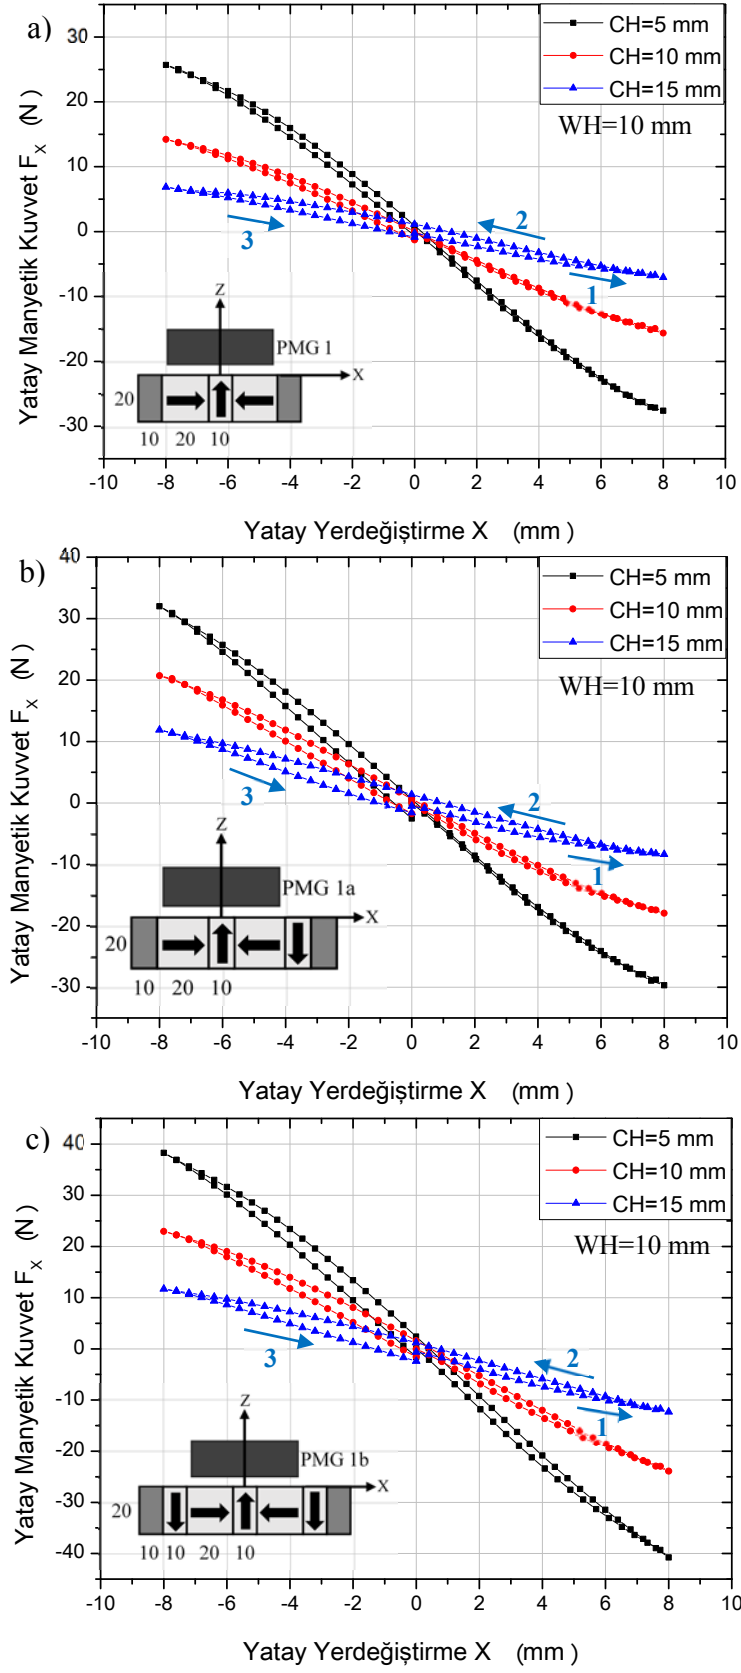 a)
Yatay Manyetik Kuvvet Fx (N)
30
20
10
0
-10
-20
-30
CH=5 mm
CH=10 mm
CH=15 mm
WH=10 mm
2
3
1
Z
PMG 1
X
20
10 20 10
-10 -8 -6 -4 -2 0 2 4 6 8 10
Yatay Yerdeğiştirme X (mm)
b)
Yatay Manyetik Kuvvet Fx (N)
40
30
20
10
0
-10
-20
-30
CH=5 mm
CH=10 mm
CH=15 mm
WH=10 mm
2
3
1
Z
PMG 1a
X
20
10 20 10
-10 -8 -6 -4 -2 0 2 4 6 8 10
Yatay Yerdeğiştirme X (mm)
c)
Yatay Manyetik Kuvvet Fx (N)
40
30
20
10
0
-10
-20
-30
-40
CH=5 mm
CH=10 mm
CH=15 mm
WH=10 mm
2
3
1
Z
PMG 1b
X
20
10 10 20 10
-10 -8 -6 -4 -2 0 2 4 6 8 10
Yatay Yerdeğiştirme X (mm)